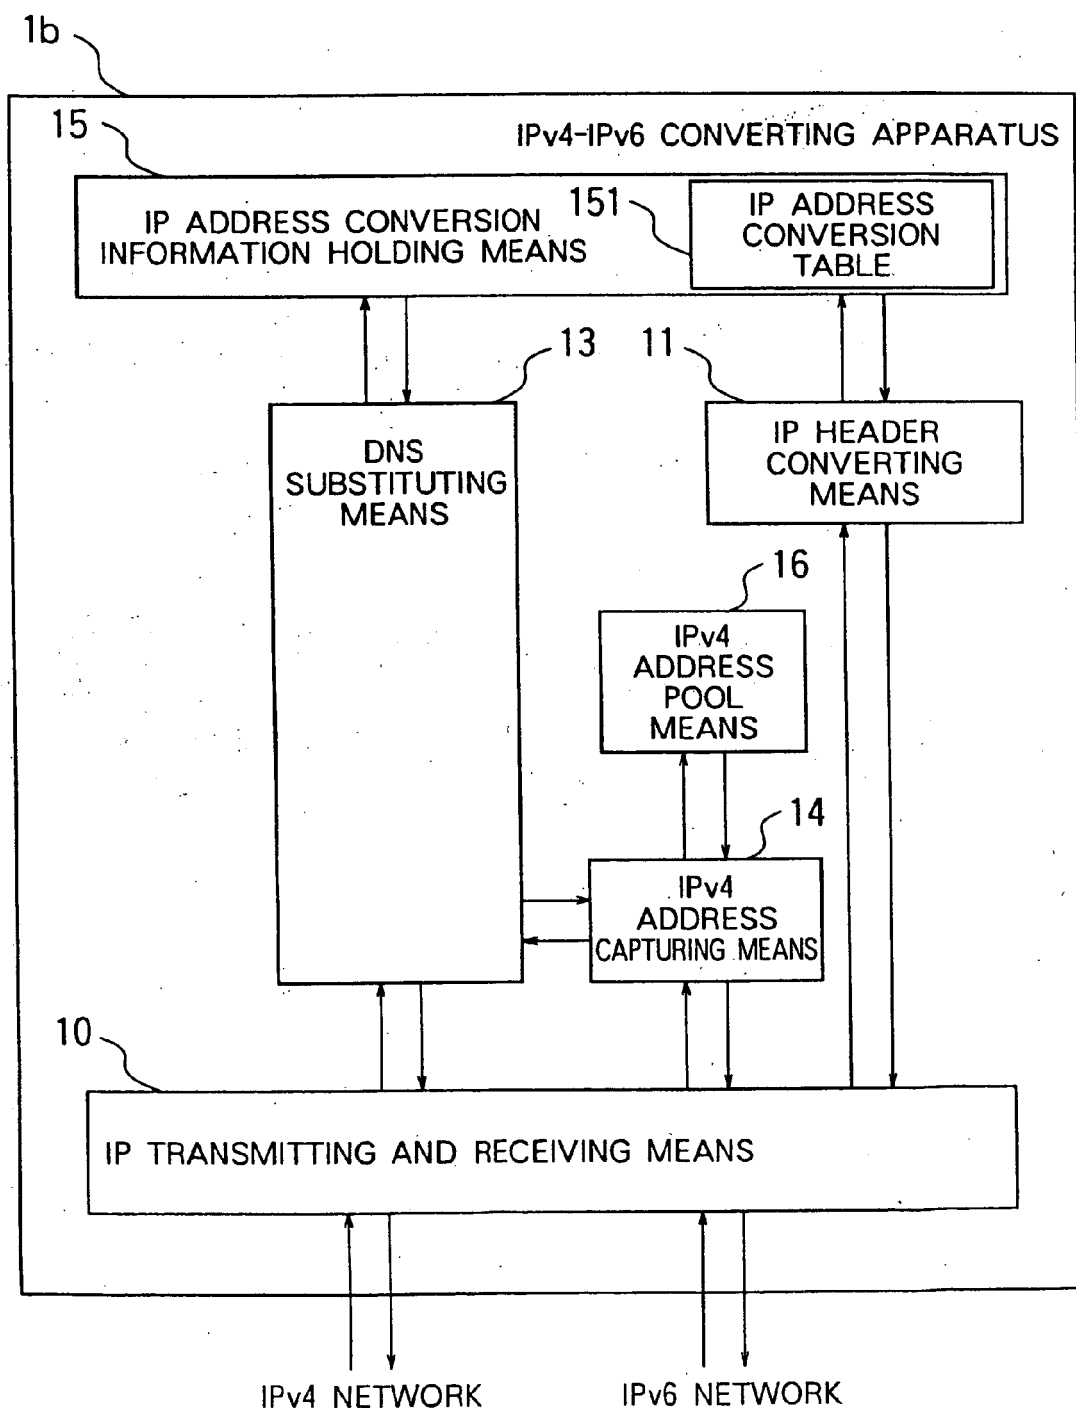 1b
IPv4-IPv6 CONVERTING APPARATUS
15
IP ADDRESS CONVERSION
INFORMATION HOLDING MEANS
151
IP ADDRESS
CONVERSION
TABLE
13
11
DNS
SUBSTITUTING
MEANS
IP HEADER
CONVERTING
MEANS
16
IPv4
ADDRESS
POOL
MEANS
14
IPv4
ADDRESS
CAPTURING MEANS
10
IP TRANSMITTING AND RECEIVING MEANS
IPv4 NETWORK
IPv6 NETWORK